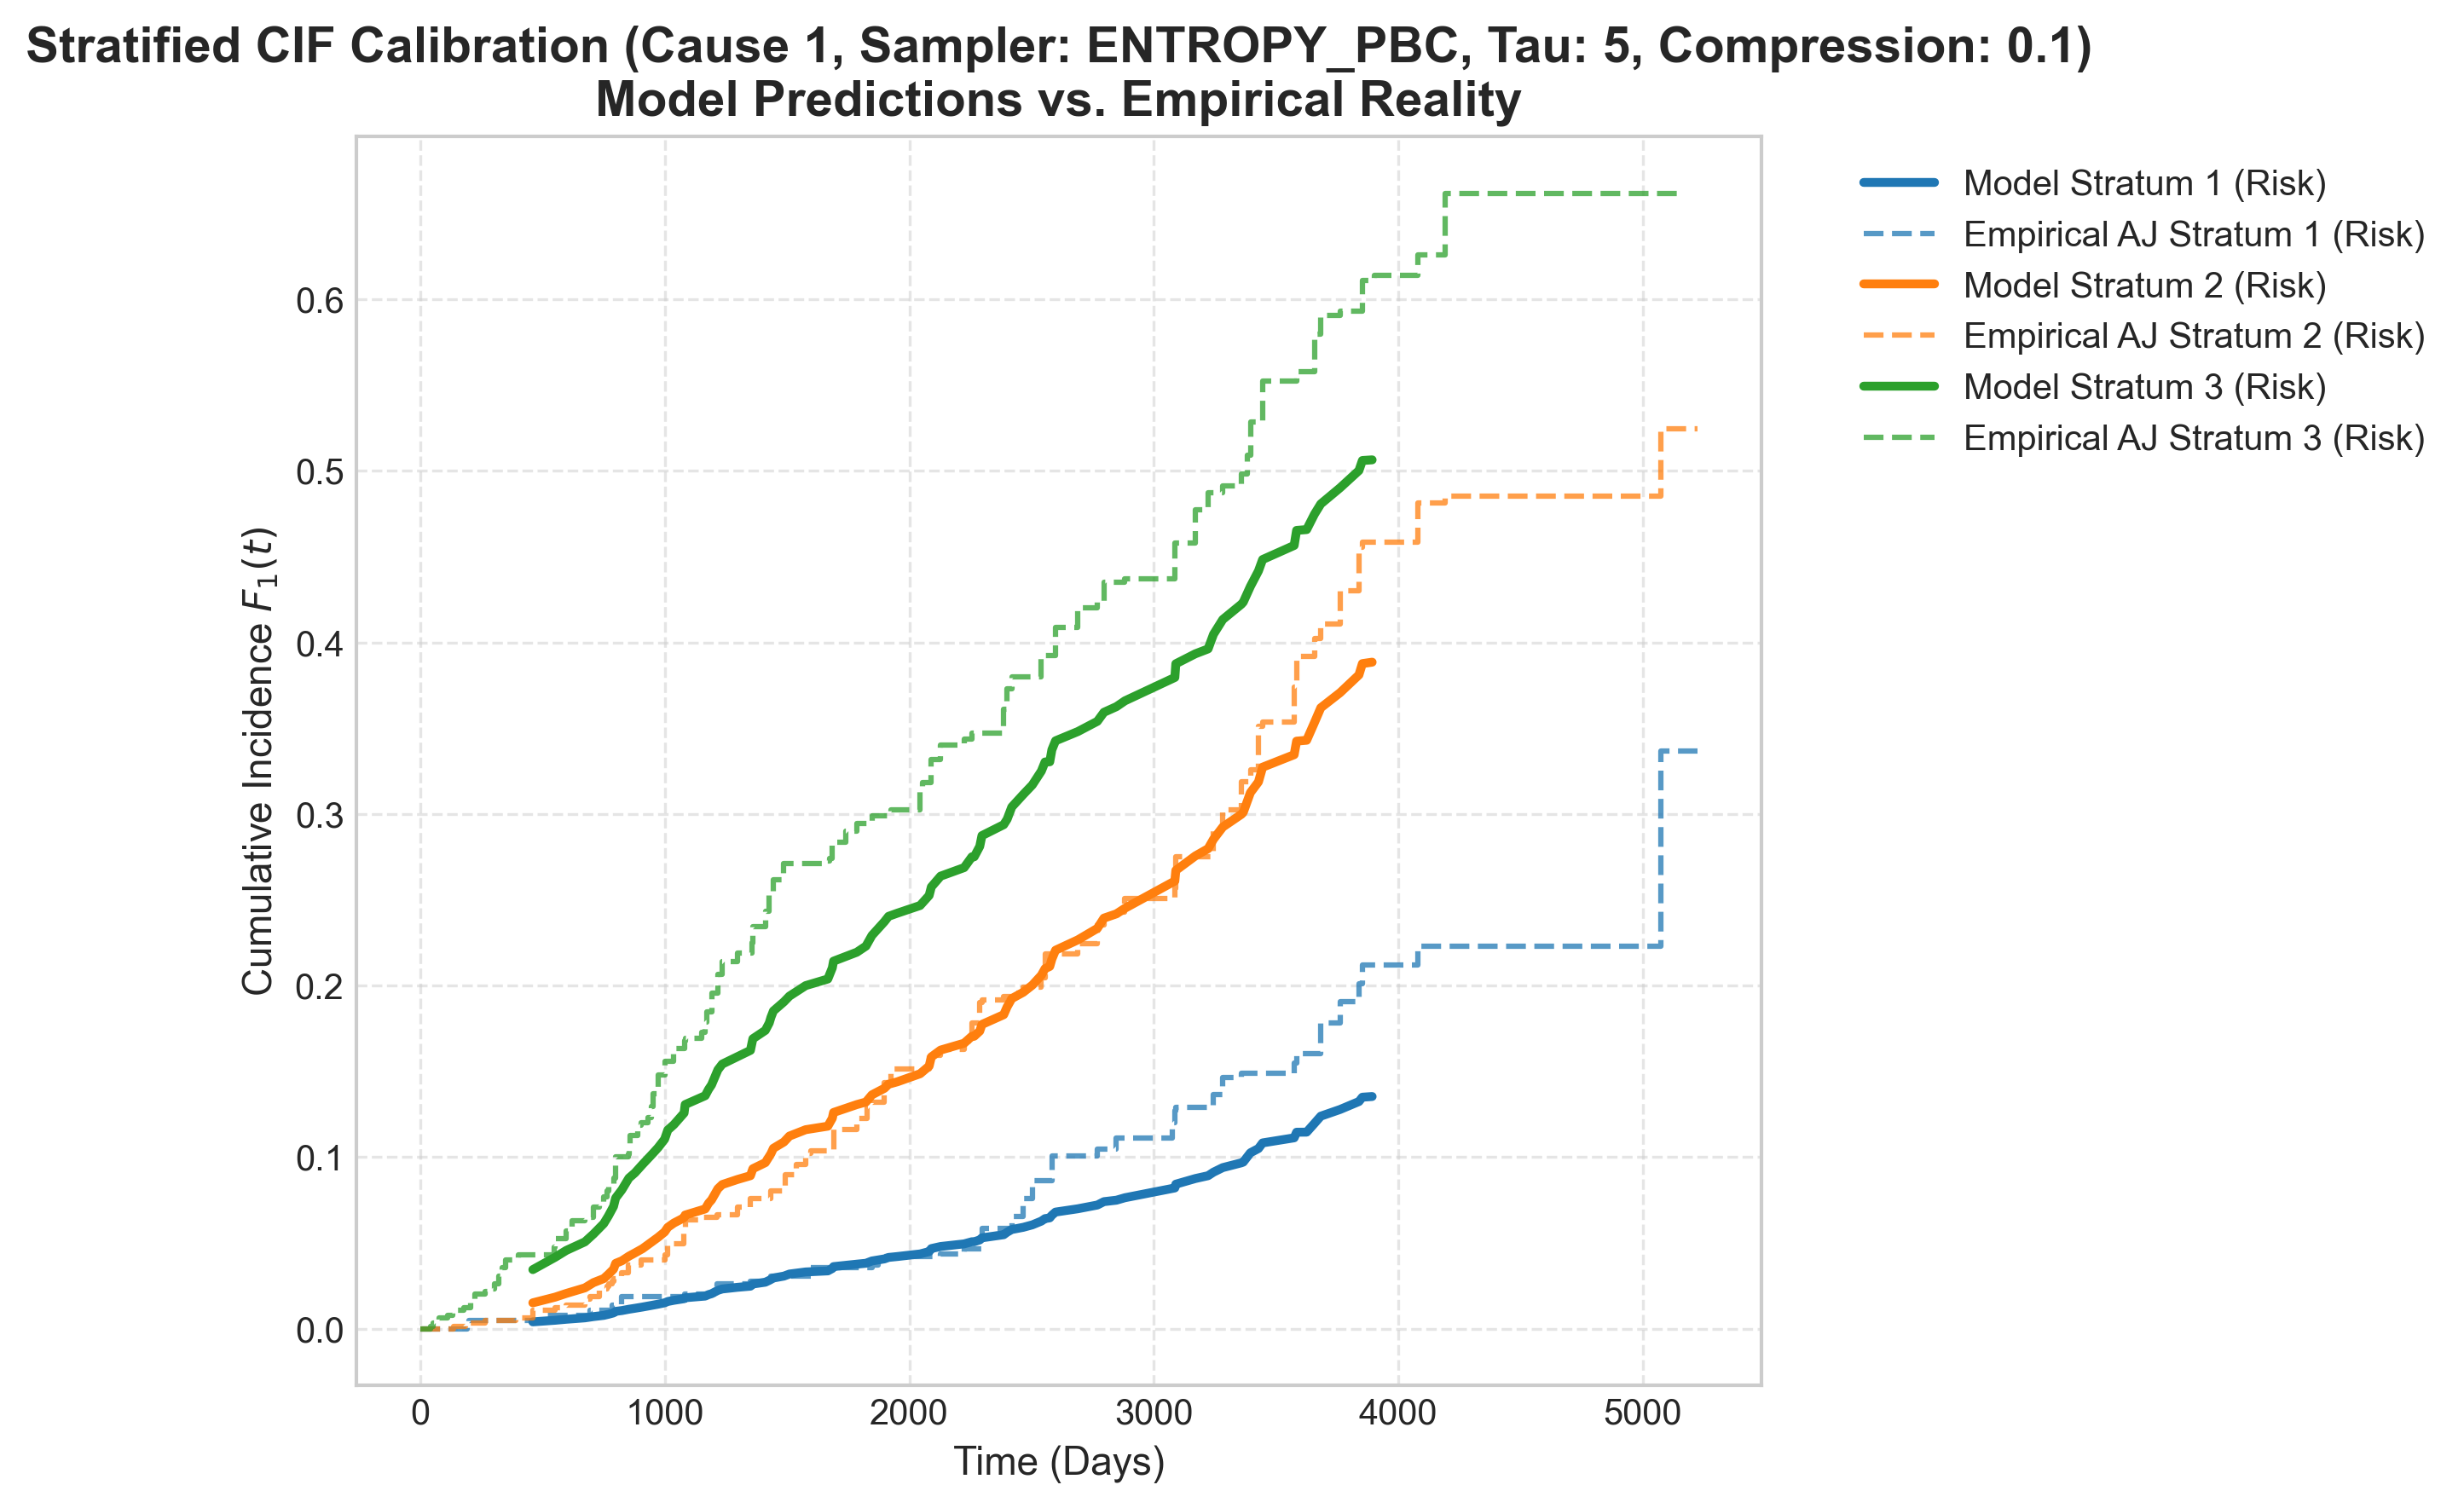 Stratified CIF Calibration (Cause 1, Sampler: ENTROPY_PBC, Tau: 5, Compression: 0.1)
Model Predictions vs. Empirical Reality
Model Stratum 1 (Risk)
Empirical AJ Stratum 1 (Risk)
Model Stratum 2 (Risk)
Empirical AJ Stratum 2 (Risk)
Model Stratum 3 (Risk)
Empirical AJ Stratum 3 (Risk)
Cumulative Incidence F₁(t)
0.6
0.5
0.4
0.3
0.2
0.1
0.0
0 1000 2000 3000 4000 5000
Time (Days)